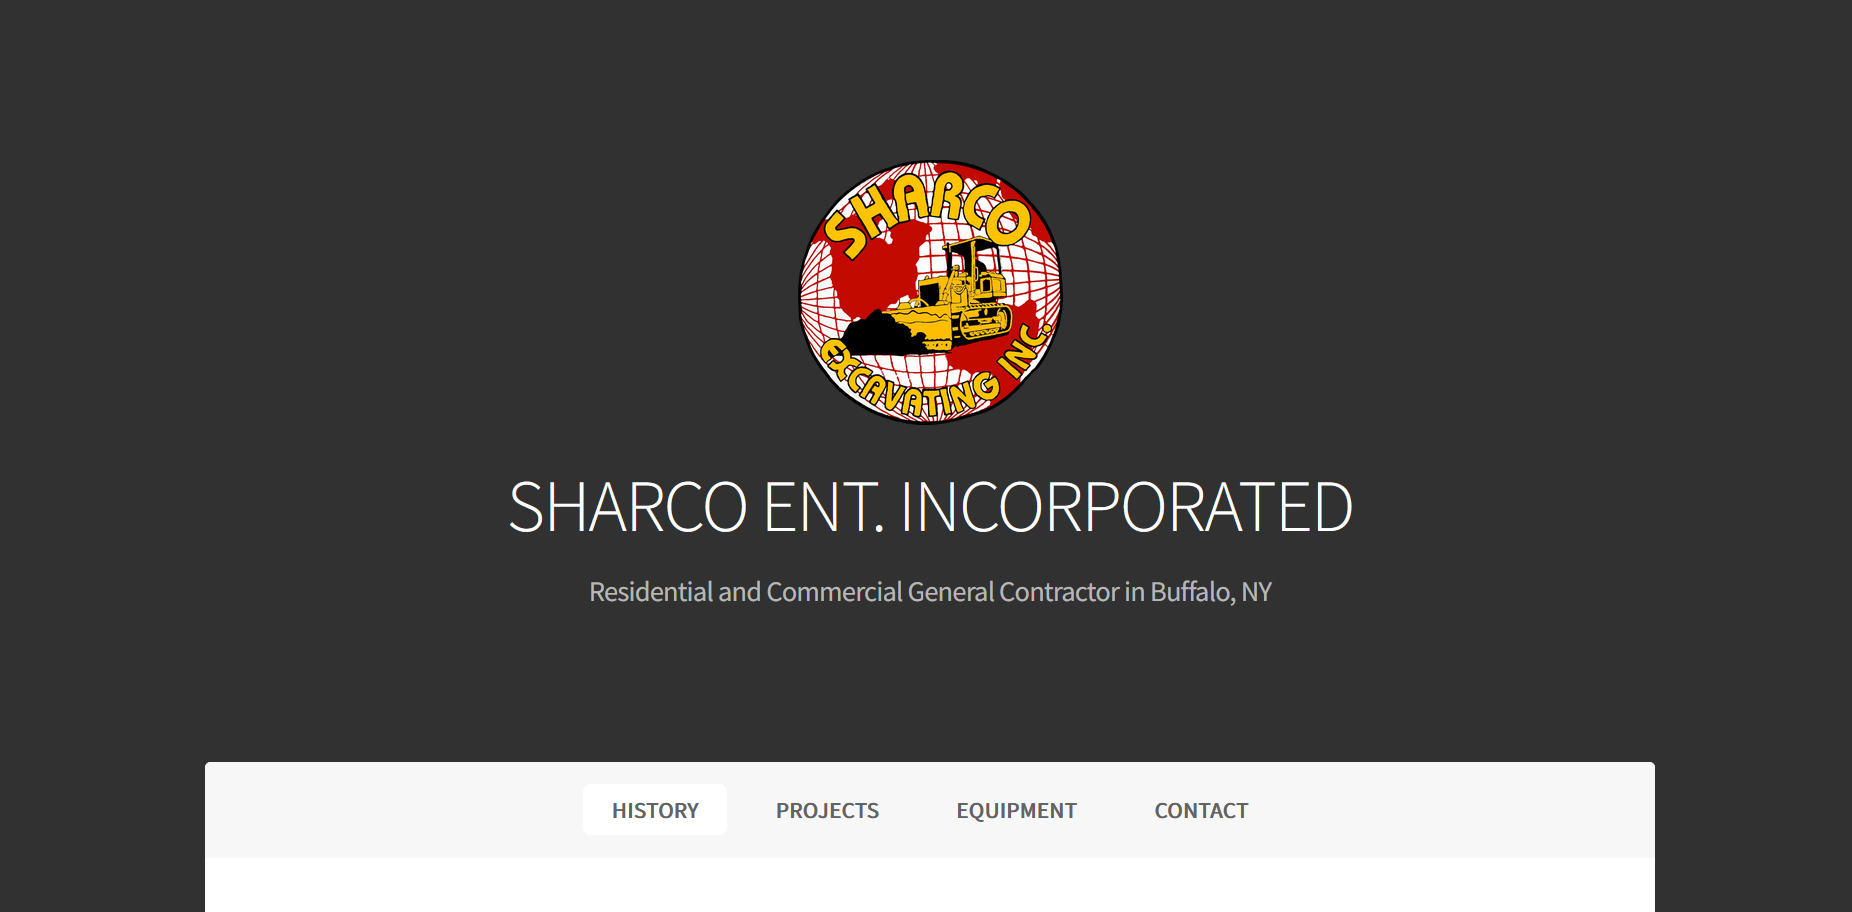 SHARCO
EXCAVATING INC.
SHARCO ENT. INCORPORATED
Residential and Commercial General Contractor in Buffalo, NY
HISTORY PROJECTS EQUIPMENT CONTACT